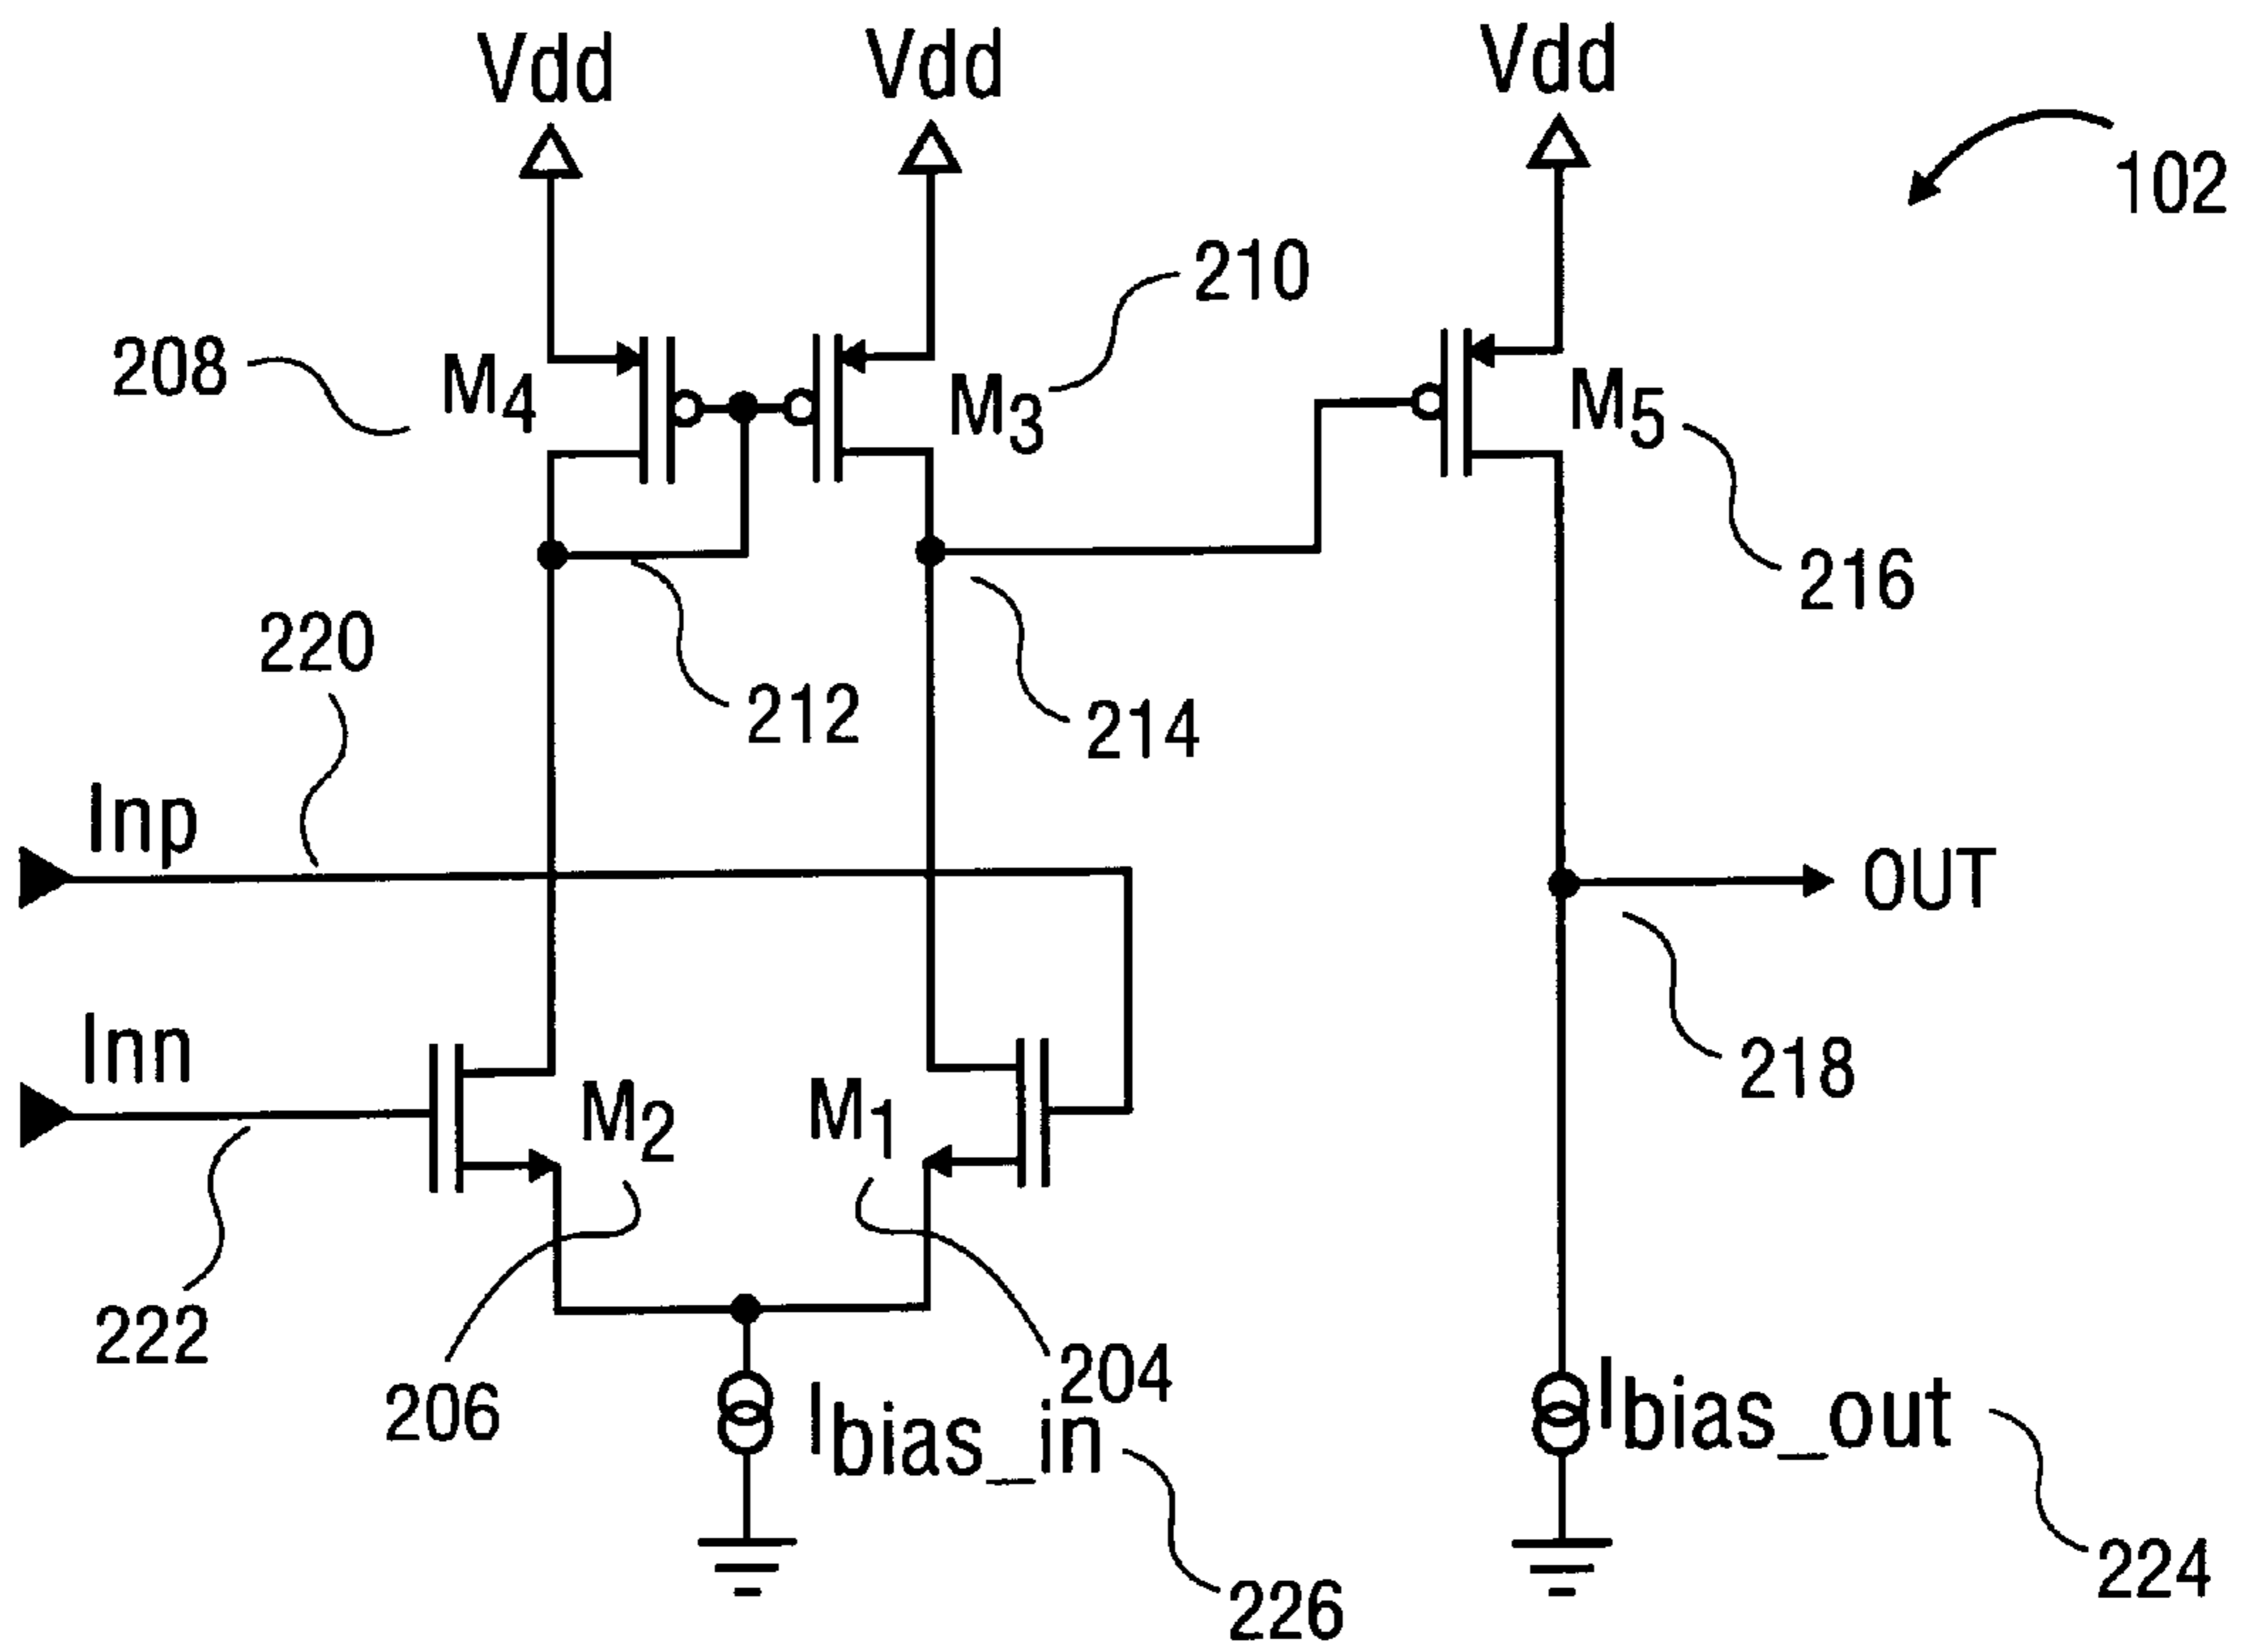 Vdd
Vdd
Vdd
102
210
208
M4
M3
M5
216
220
212
214
Inp
OUT
Inn
218
M2
M1
222
206
204
Ibias_in
Ibias_out
226
224